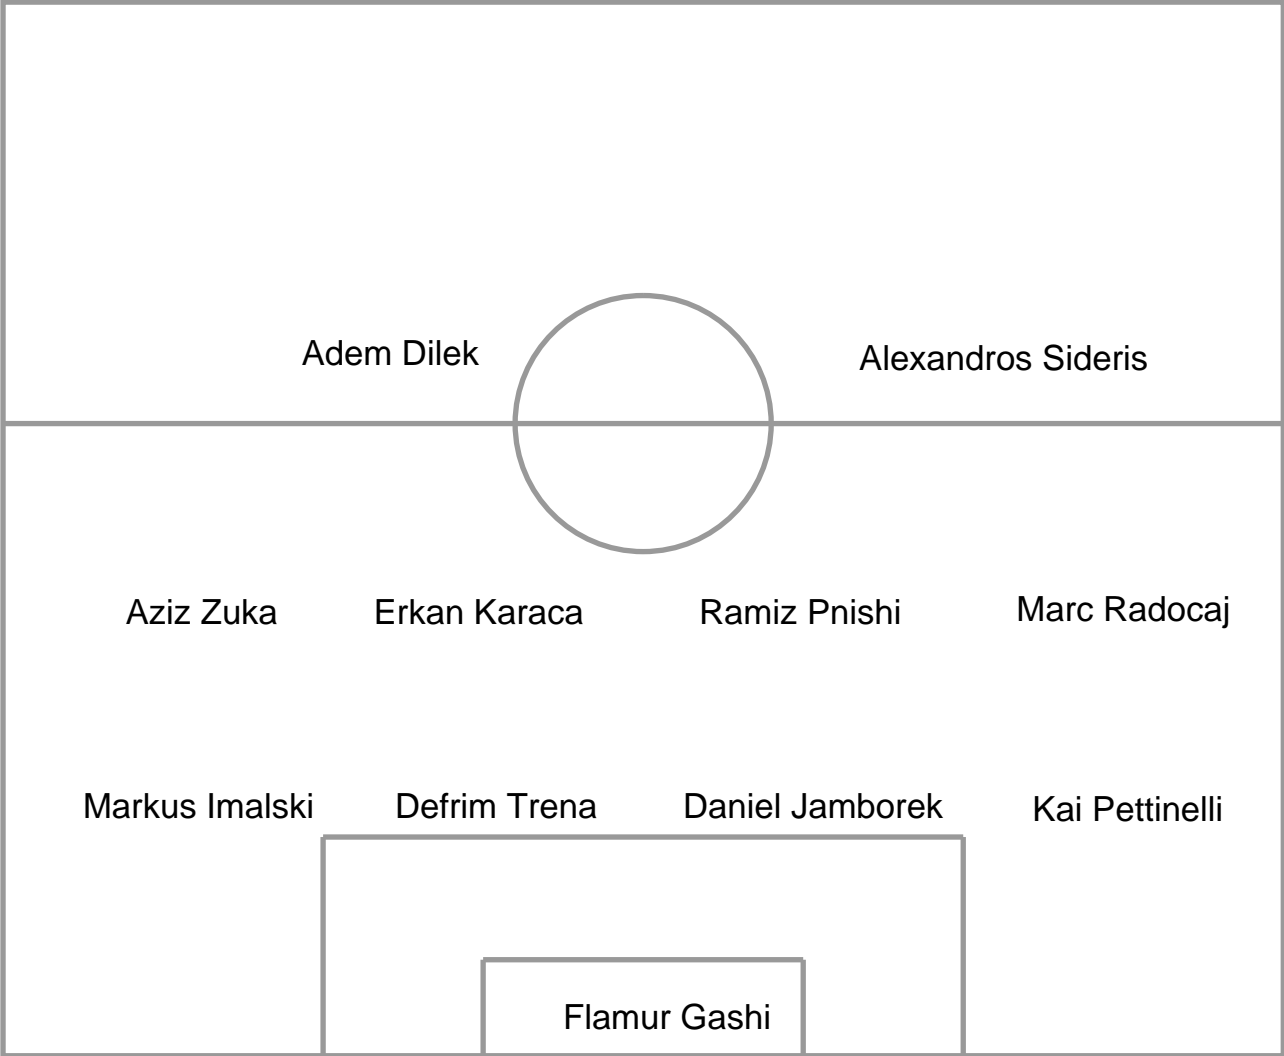 Adem Dilek
Alexandros Sideris
Aziz Zuka
Erkan Karaca
Ramiz Pnishi
Marc Radocaj
Markus Imalski
Defrim Trena
Daniel Jamborek
Kai Pettinelli
Flamur Gashi